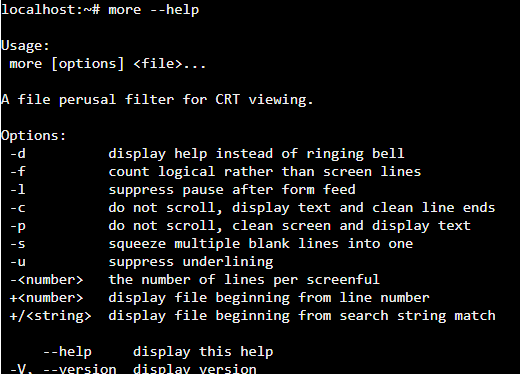 localhost:~# more --help
Usage:
more [options] <file>...
A file perusal filter for CRT viewing.
Options:
-d display help instead of ringing bell
-f count logical rather than screen lines
-l suppress pause after form feed
-c do not scroll, display text and clean line ends
-p do not scroll, clean screen and display text
-s squeeze multiple blank lines into one
-u suppress underlining
-<number> the number of lines per screenful
+<number> display file beginning from line number
+/<string> display file beginning from search string match
--help display this help
-V, --version display version